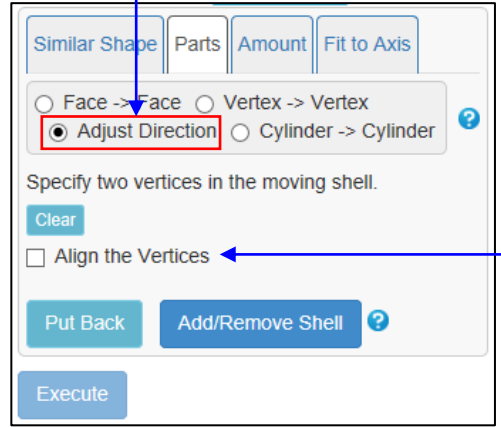 Similar Shape Parts Amount Fit to Axis
Face -> Face Vertex -> Vertex
Adjust Direction Cylinder -> Cylinder ?
Specify two vertices in the moving shell.
Clear
Align the Vertices
Put Back Add/Remove Shell ?
Execute